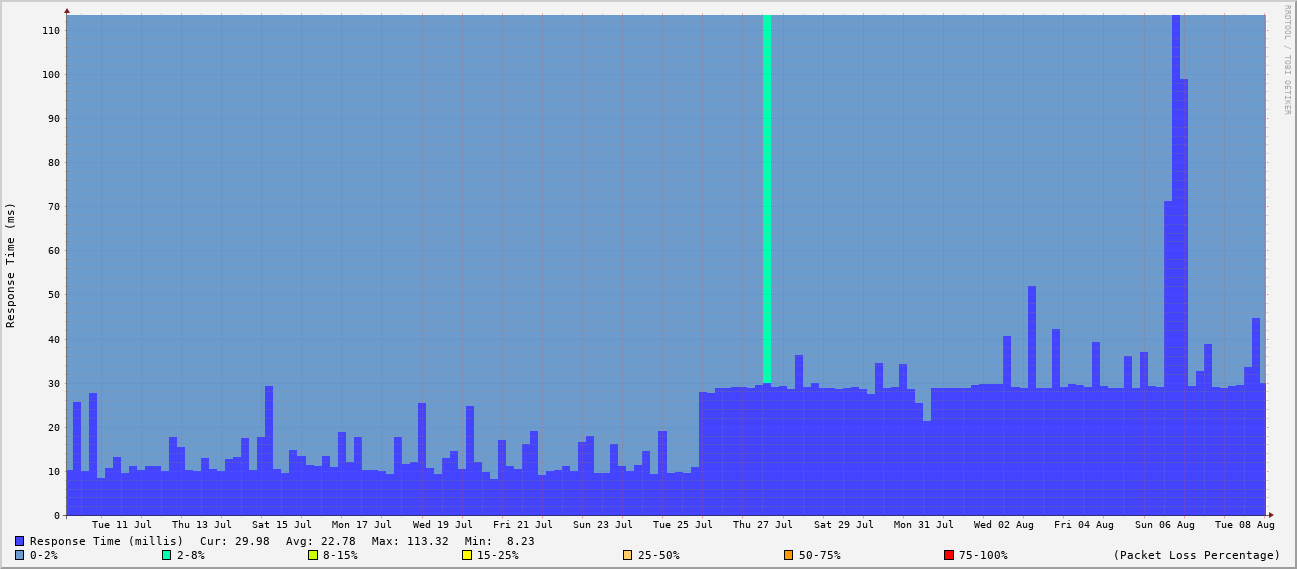 RRDTOOL / TOBI OETIKER
Response Time (ms)
110
100
90
80
70
60
50
40
30
20
10
0
Tue 11 Jul Thu 13 Jul Sat 15 Jul Mon 17 Jul Wed 19 Jul Fri 21 Jul Sun 23 Jul Tue 25 Jul Thu 27 Jul Sat 29 Jul Mon 31 Jul Wed 02 Aug Fri 04 Aug Sun 06 Aug Tue 08 Aug
Response Time (millis) Cur: 29.98 Avg: 22.78 Max: 113.32 Min: 8.23
0-2% 2-8% 8-15% 15-25% 25-50% 50-75% 75-100% (Packet Loss Percentage)